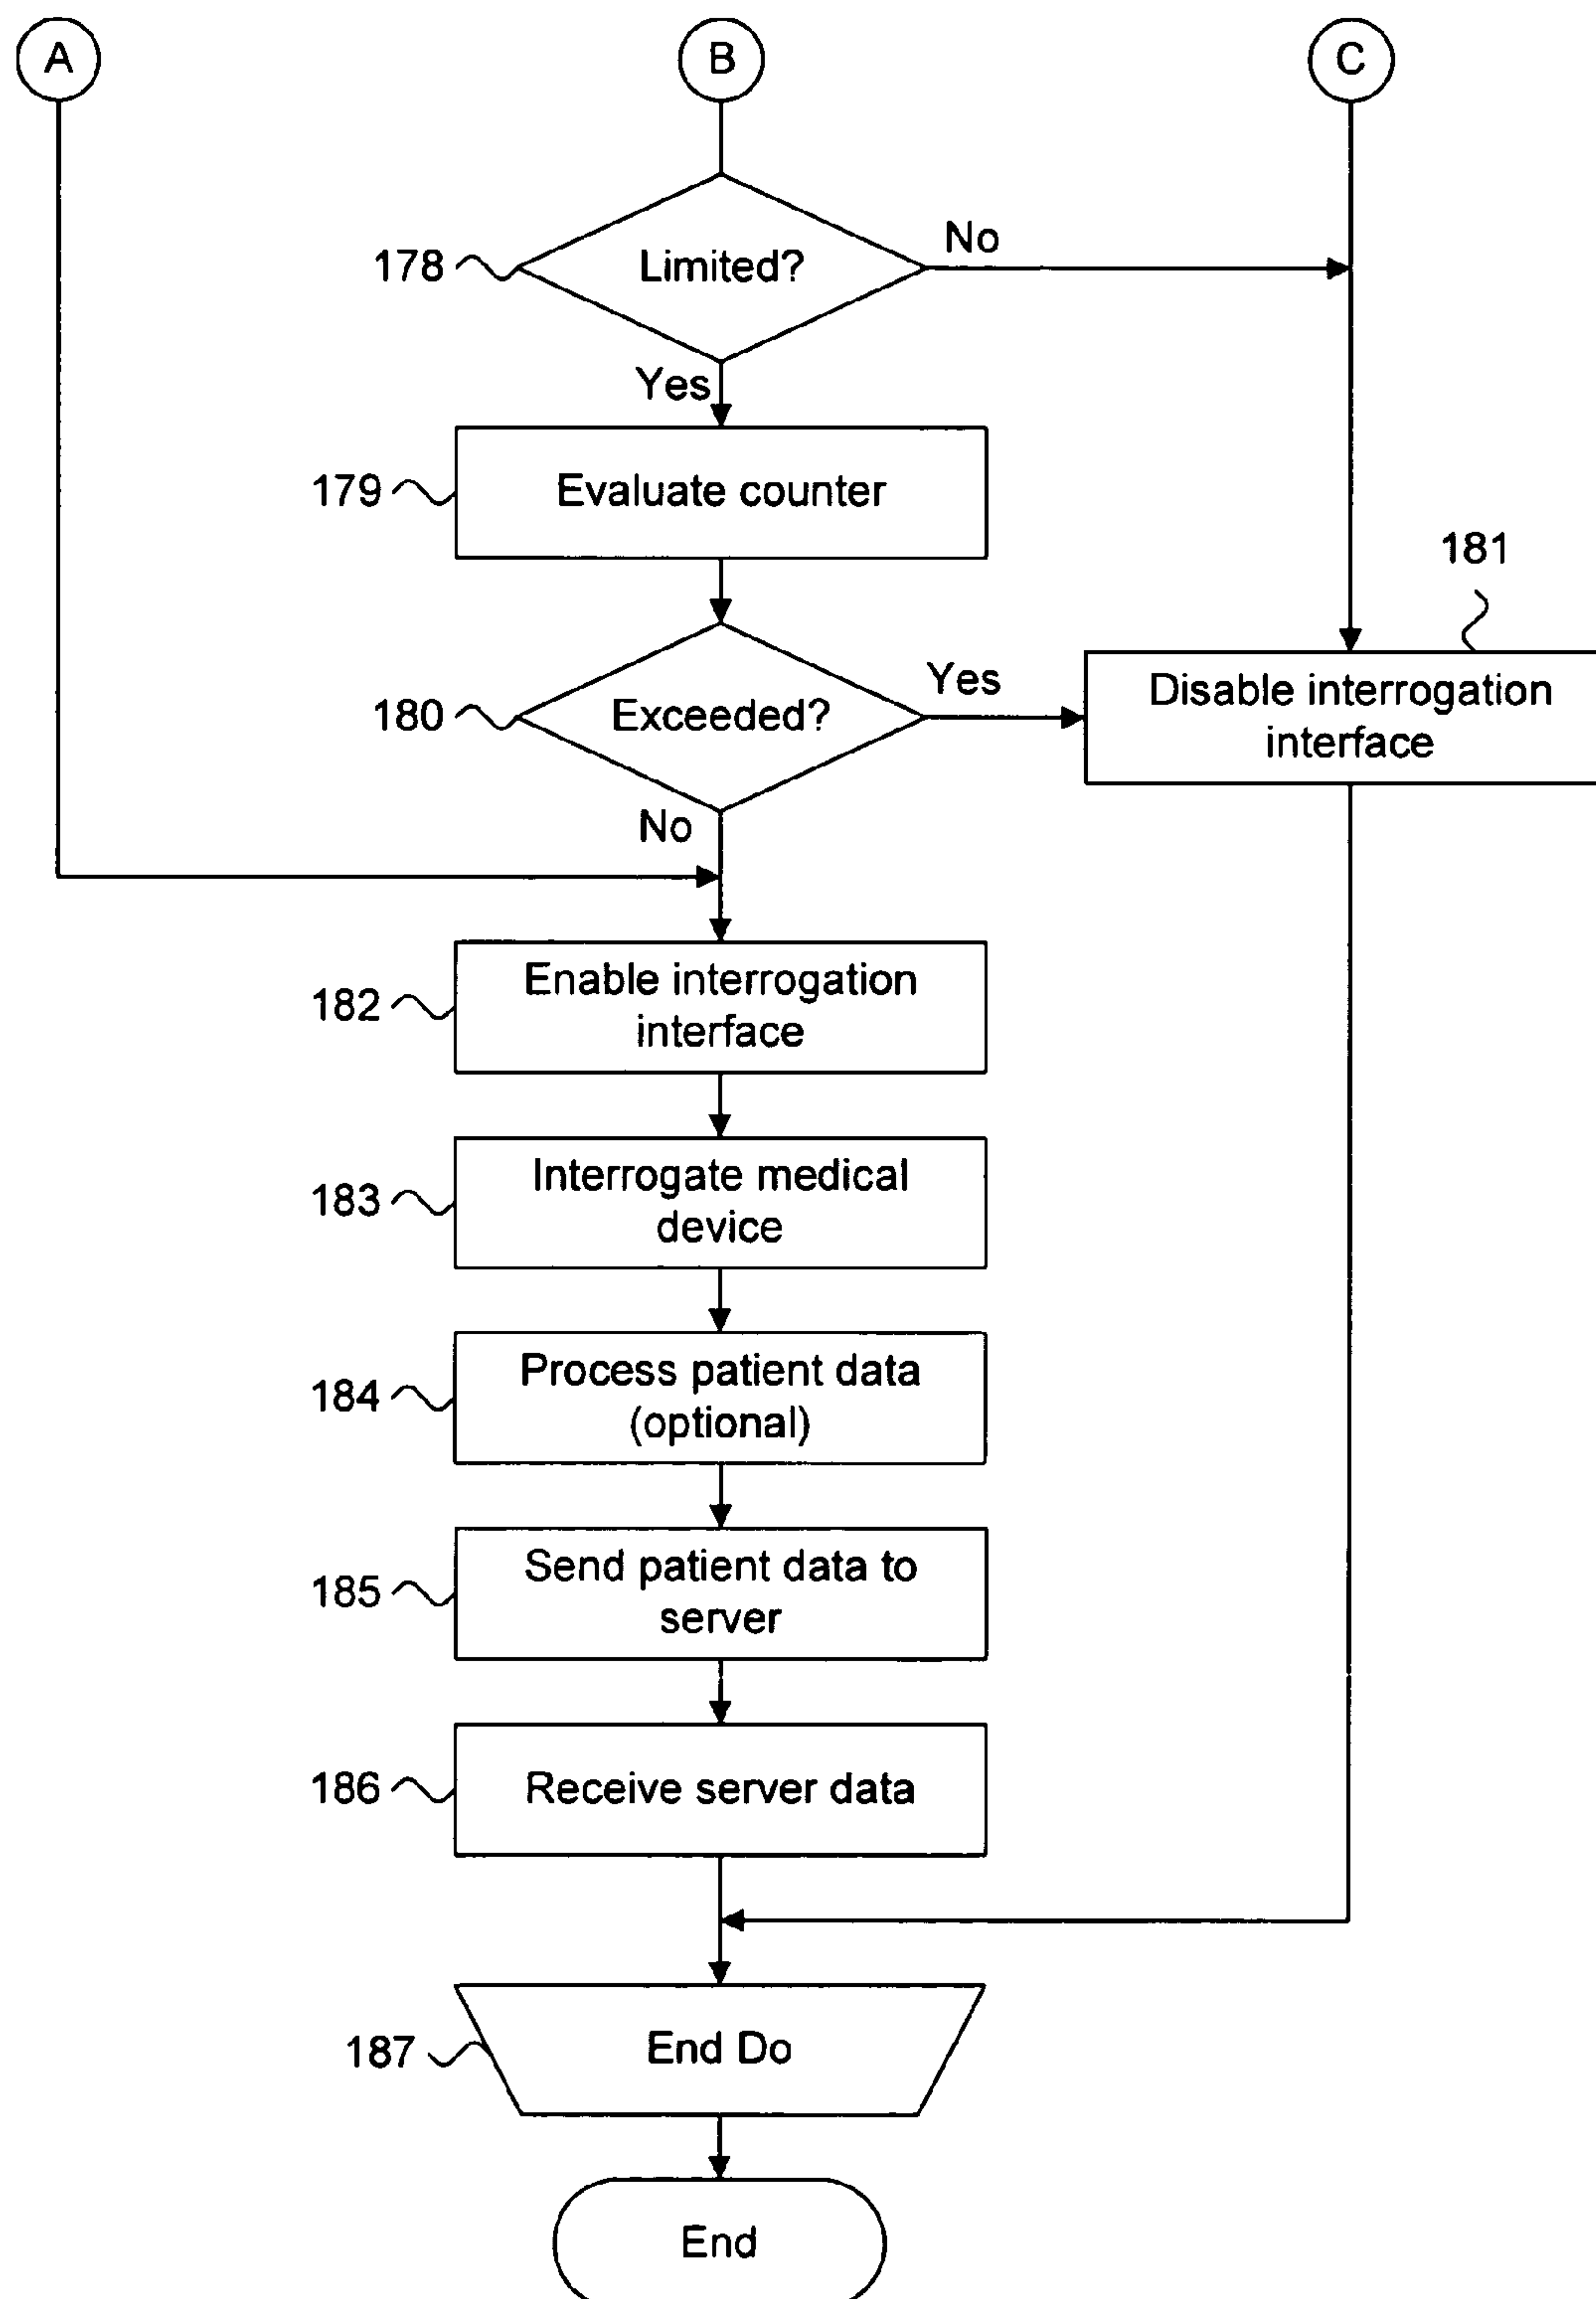 A
B
C
178
Limited?
No
Yes
179
Evaluate counter
181
180
Exceeded?
Yes
Disable interrogation
interface
No
182
Enable interrogation
interface
183
Interrogate medical
device
184
Process patient data
(optional)
185
Send patient data to
server
186
Receive server data
187
End Do
End